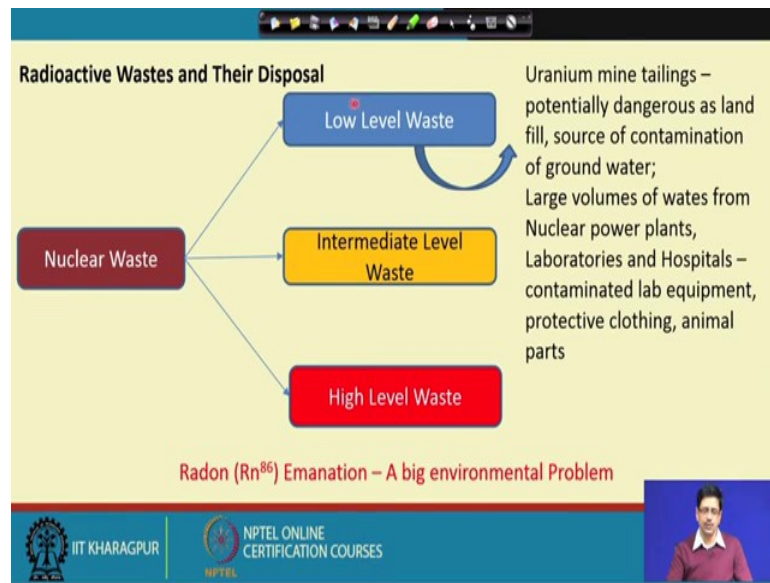 Radioactive Wastes and Their Disposal
Low Level Waste
Nuclear Waste
Intermediate Level
Waste
High Level Waste
Uranium mine tailings –
potentially dangerous as land
fill, source of contamination
of ground water;
Large volumes of wates from
Nuclear power plants,
Laboratories and Hospitals –
contaminated lab equipment,
protective clothing, animal
parts
Radon (Rn⁸⁶) Emanation – A big environmental Problem
IIT KHARAGPUR
NPTEL
NPTEL ONLINE
CERTIFICATION COURSES